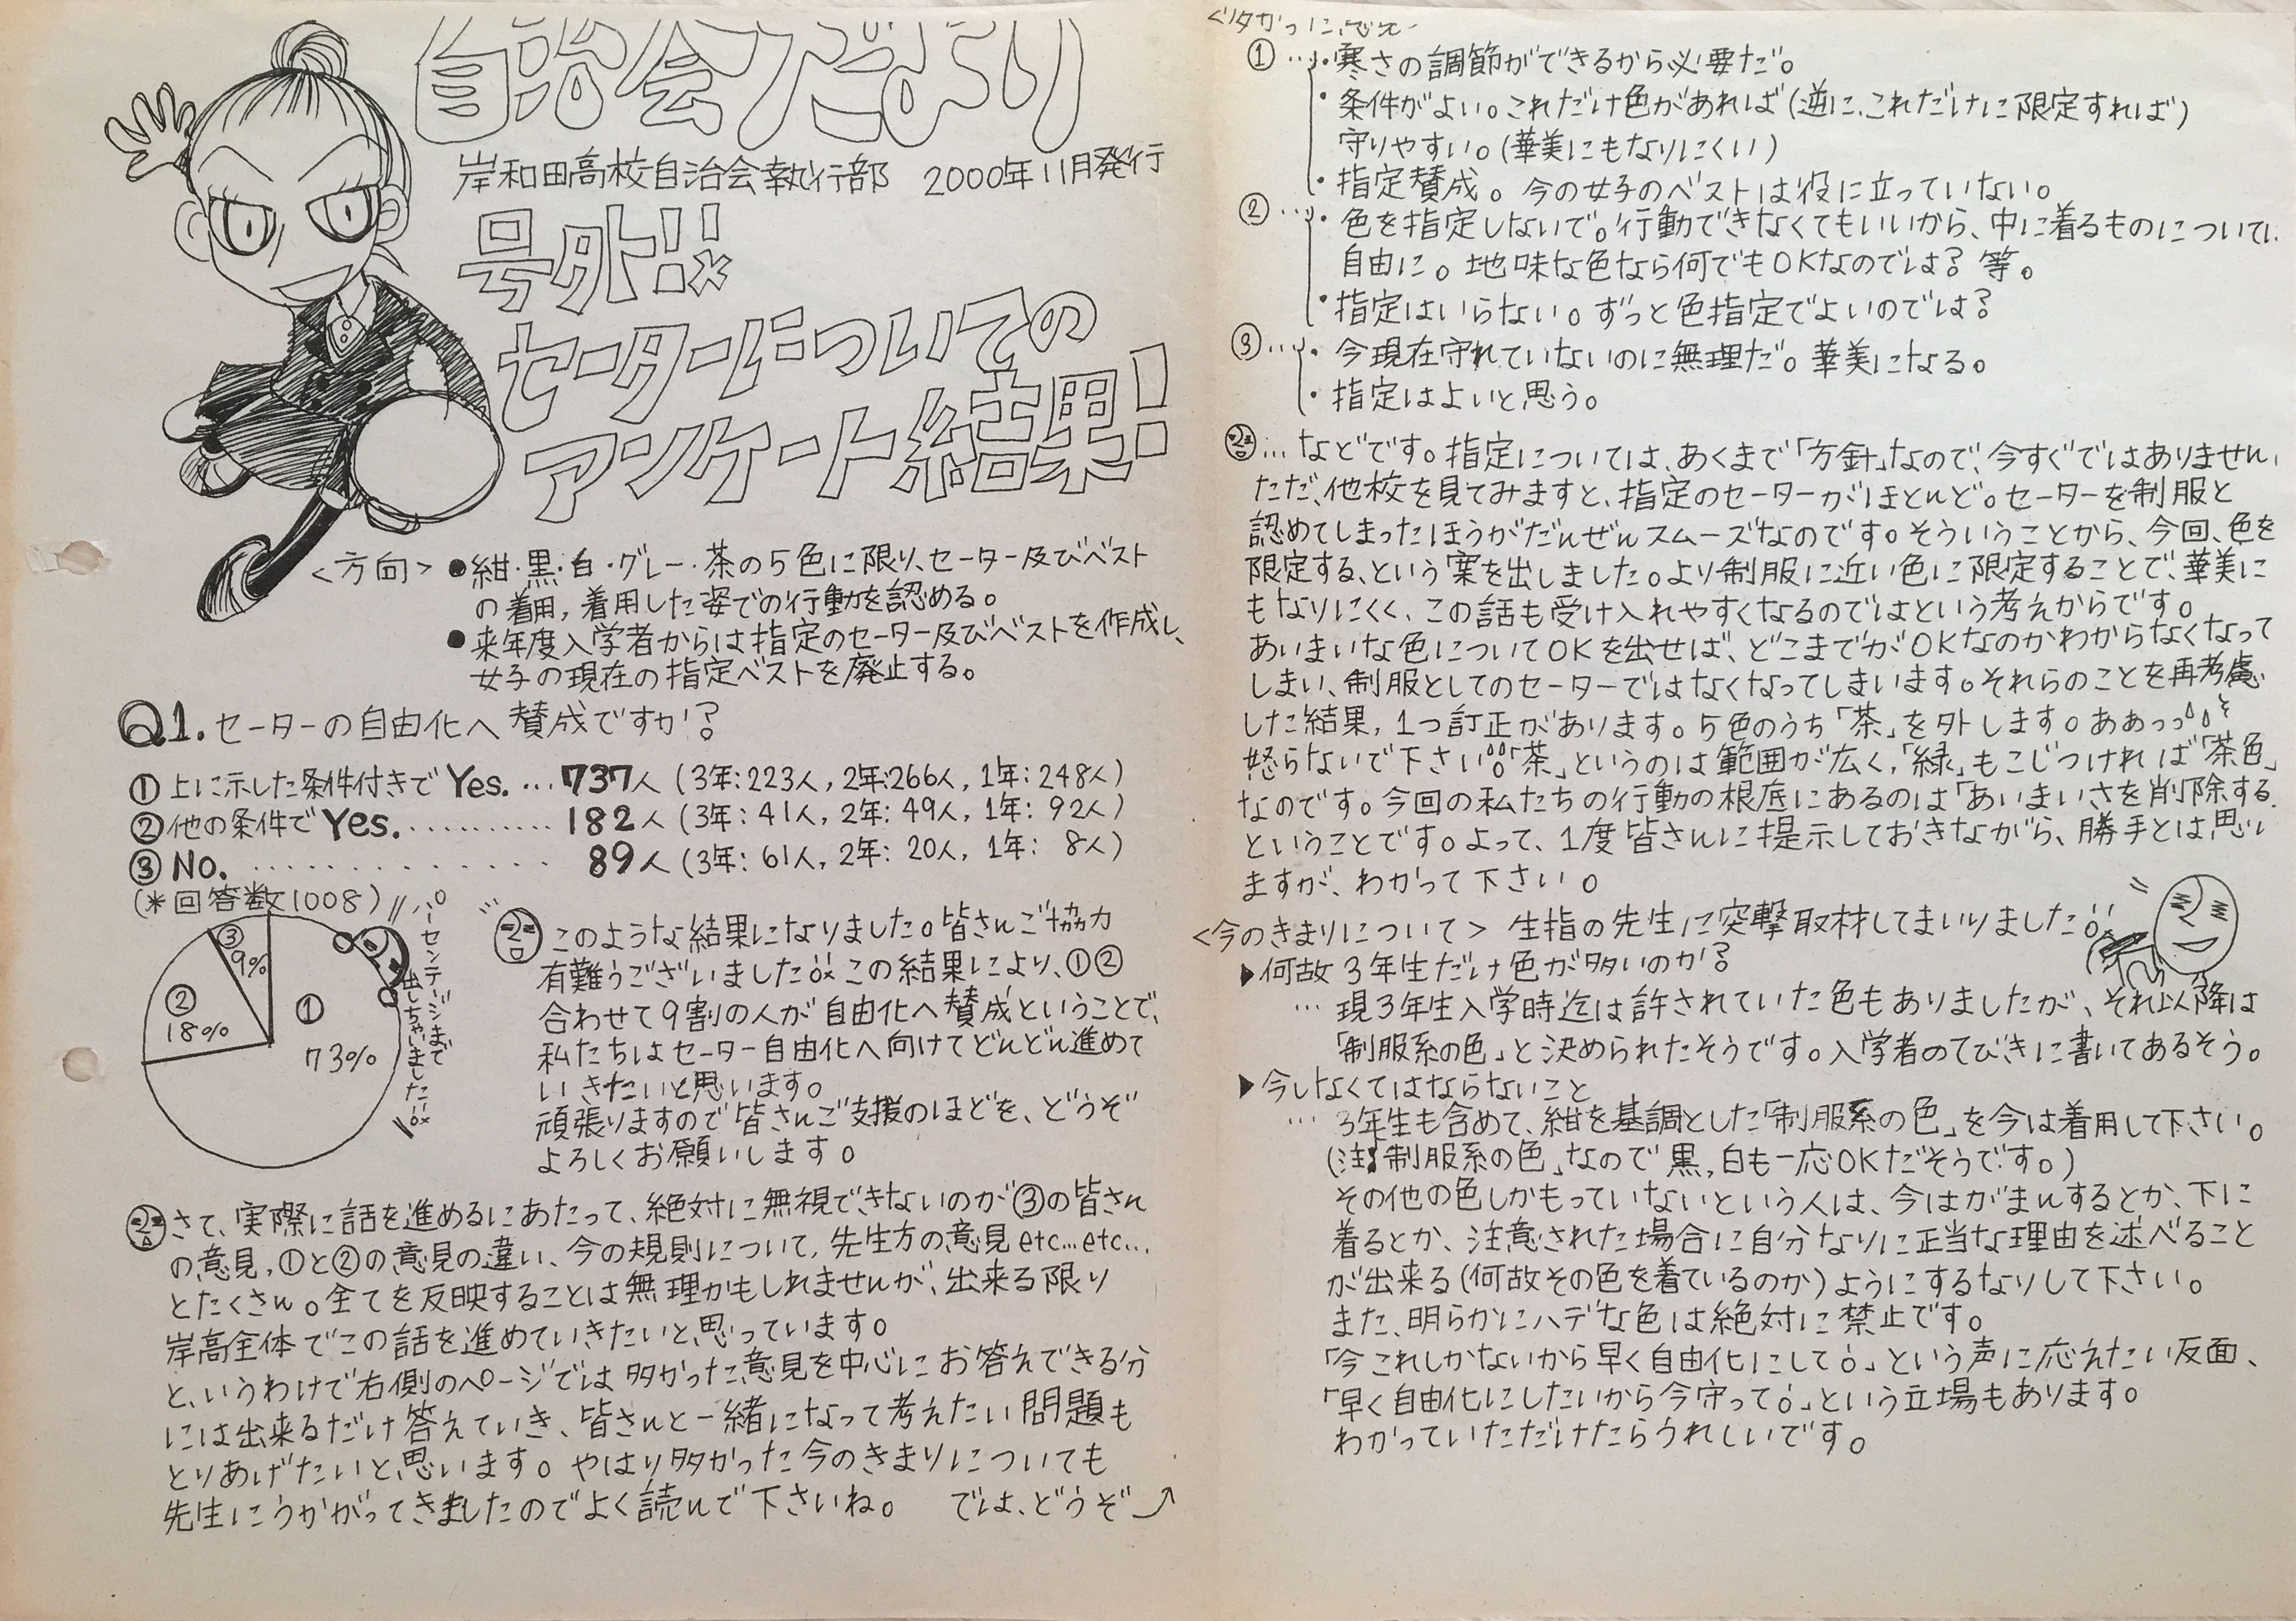 自治会だより
岸和田高校自治会執行部 2000年11月発行
号外!!
セーターについての
アンケート結果!
<方向> ●紺・黒・白・グレー・茶の5色に限り、セーター及びベスト
の着用,着用した姿での行動を認める。
●来年度入学者からは指定のセーター及びベストを作成し、
女子の現在の指定ベストを廃止する。
Q1.セーターの自由化へ賛成ですか?
①上に示した条件付きでYes. …737人(3年:223人,2年:266人,1年:248人)
②他の条件でYes. ........... 182人(3年:41人,2年:49人,1年:92人)
③No. ........... 89人(3年:61人,2年:20人,1年:8人)
(*回答数1008)
③
9%
②
18%
①
73%
パーセンテージまで
出しちゃいました
このような結果になりました。皆さんご協力
有難うございました この結果により、①②
合わせて9割の人が自由化へ賛成ということで、
私たちはセーター自由化へ向けてどんどん進めて
いきたいと思います。
頑張りますので皆さんご支援のほどを、どうぞ
よろしくお願いします。
さて、実際に話を進めるにあたって、絶対に無視できないのが③の皆さん
の意見,①と②の意見の違い、今の規則について,先生方の意見etc…etc…
とたくさん。全てを反映することは無理かもしれませんが、出来る限り
岸高全体でこの話を進めていきたいと思っています。
と、いうわけで右側のページでは多かった意見を中心にお答えできる分
には出来るだけ答えていき、皆さんと一緒になって考えたい問題も
とりあげたいと思います。やはり多かった今のきまりについても
先生にうかがってきましたのでよく読んで下さいね。 では、どうぞ
①…・寒さの調節ができるから必要だ。
・条件がよい。これだけ色があれば(逆に、これだけに限定すれば)
守りやすい。(華美にもなりにくい)
・指定賛成。今の女子のベストは役に立っていない。
②…・色を指定しないで。行動できなくてもいいから、中に着るものについては
自由に。地味な色なら何でもOKなのでは?等。
・指定はいらない。ずっと色指定でよいのでは?
③…・今現在守れていないのに無理だ。華美になる。
・指定はよいと思う。
…などです。指定については、あくまで「方針」なので、今すぐではありません。
ただ、他校を見てみますと、指定のセーターがほとんど。セーターを制服と
認めてしまったほうがだんぜんスムーズなのです。そういうことから、今回、色を
限定する、という案を出しました。より制服に近い色に限定することで、華美に
もなりにくく、この話も受け入れやすくなるのではという考えからです。
あいまいな色についてOKを出せば、どこまでがOKなのかわからなくなって
しまい、制服としてのセーターではなくなってしまいます。それらのことを再考慮
した結果,1つ訂正があります。5色のうち「茶」を外します。ああっっ
怒らないで下さい「茶」というのは範囲が広く,「緑」もこじつければ「茶色」
なのです。今回の私たちの行動の根底にあるのは「あいまいさを削除する」
ということです。よって、1度皆さんに提示しておきながら、勝手とは思い
ますが、わかって下さい。
<今のきまりについて> 生指の先生に突撃取材してまいりました
▶何故3年生だけ色が多いのか?
…現3年生入学時迄は許されていた色もありましたが、それ以降は
「制服系の色」と決められたそうです。入学者のてびきに書いてあるそう。
▶今しなくてはならないこと
…3年生も含めて、紺を基調とした「制服系の色」を今は着用して下さい。
(注「制服系の色」なので黒,白も一応OKだそうです。)
その他の色しかもっていないという人は、今はがまんするとか、下に
着るとか、注意された場合に自分なりに正当な理由を述べること
が出来る(何故その色を着ているのか)ようにするなりして下さい。
また、明らかにハデな色は絶対に禁止です。
「今これしかないから早く自由化にして」という声に応えたい反面、
「早く自由化にしたいから今守って」という立場もあります。
わかっていただけたらうれしいです。